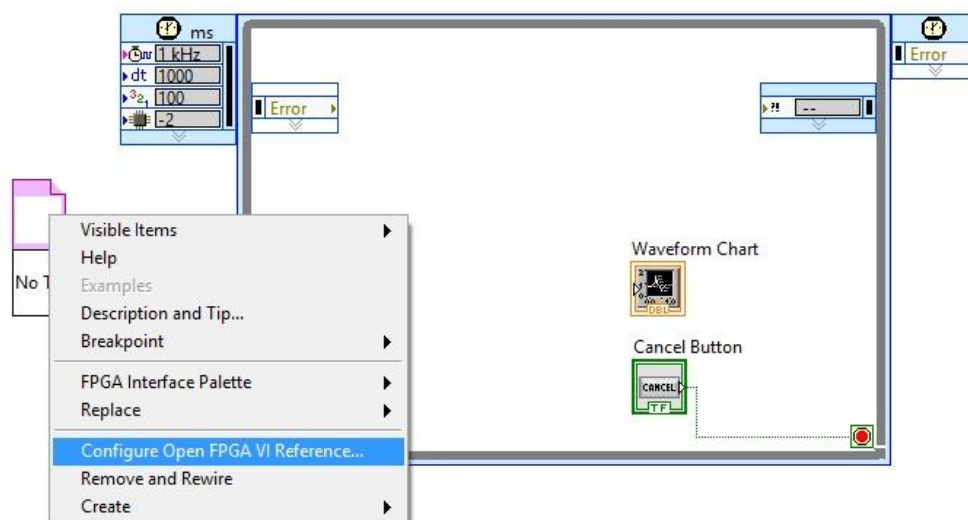 ms
1 kHz
dt 1000
321 100
-2
Error
?! --
Error
No T
Visible Items
Help
Examples
Description and Tip...
Breakpoint
FPGA Interface Palette
Replace
Configure Open FPGA VI Reference...
Remove and Rewire
Create
Waveform Chart
DBL
Cancel Button
CANCEL
TF